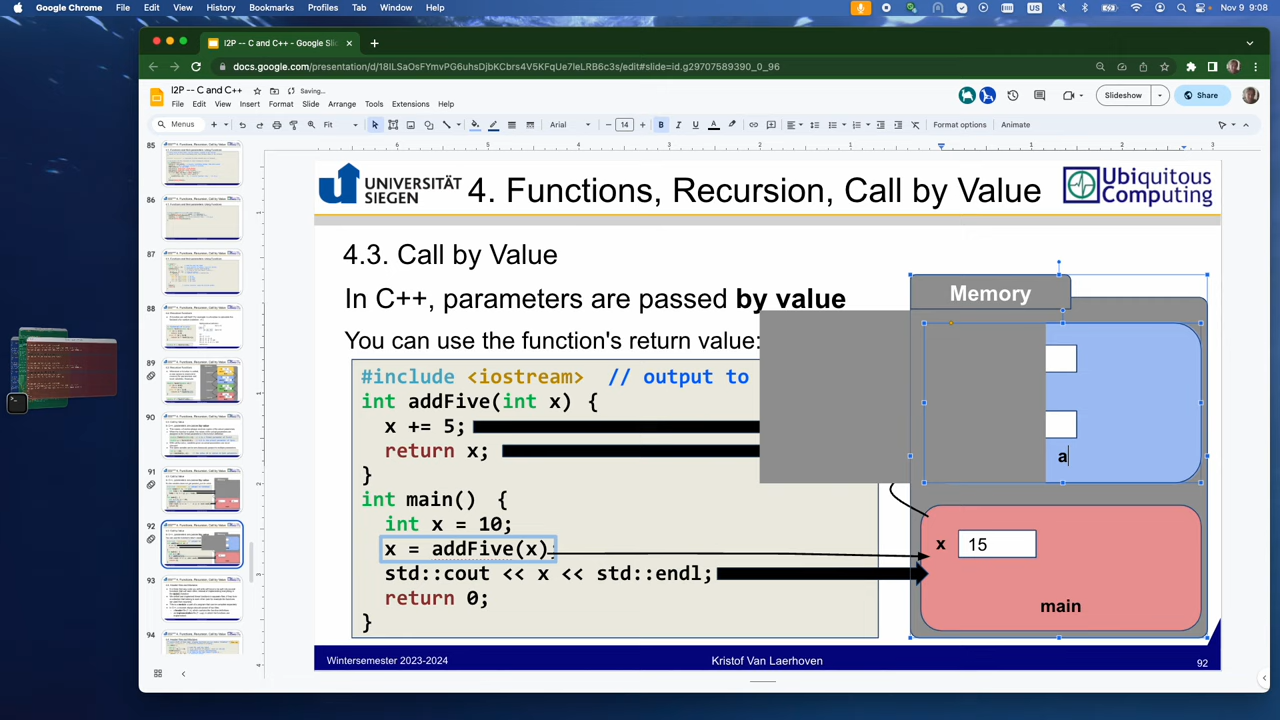 Chrome File Edit View History Bookmarks Profiles Tab Window Help
US
Nov 9 9:08
I2P -- C and C++ - Google Slid
docs.google.com/presentation/d/18ILSaOsFYmvPG6uhsDjbKCbrs4V5KFqUe7IeLRB6c3s/edit#slide=id.g29707589390_0_96
I2P -- C and C++
Saving...
File Edit View Insert Format Slide Arrange Tools Extensions Help
Slideshow
Share
Menus
Fit
Arial
B I U A
Format options
Animate
85
86
87
88
89
90
91
92
93
94
UNIVERSITÄT
SIEGEN
4. Functions, Recursion, Call by Value
Ubiquitous
Computing
4.3. Call by Value
In C++, parameters are passed by value
You can use the function's return value:
#include <iostream> // output to
int addFive(int x) {
x += 5;
return x;
}
int main() {
int x = 10;
x = addFive(x);
std::cout << x << std::endl;
return 0;
}
Memory
a
x 15
main
Wintersemester 2023-2024
Kristof Van Laerhoven
92